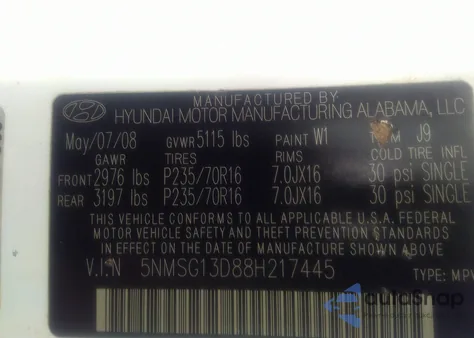 MANUFACTURED BY
HYUNDAI MOTOR MANUFACTURING ALABAMA, LLC
May/07/08 GVWR 5115 lbs PAINT W1 J9
GAWR TIRES RIMS COLD TIRE INFL
FRONT 2976 lbs P235/70R16 7.0JX16 30 psi SINGLE
REAR 3197 lbs P235/70R16 7.0JX16 30 psi SINGLE
THIS VEHICLE CONFORMS TO ALL APPLICABLE U.S.A. FEDERAL
MOTOR VEHICLE SAFETY AND THEFT PREVENTION STANDARDS
IN EFFECT ON THE DATE OF MANUFACTURE SHOWN ABOVE.
V.I.N 5NMSG13D88H217445 TYPE: MPV
autoSnap